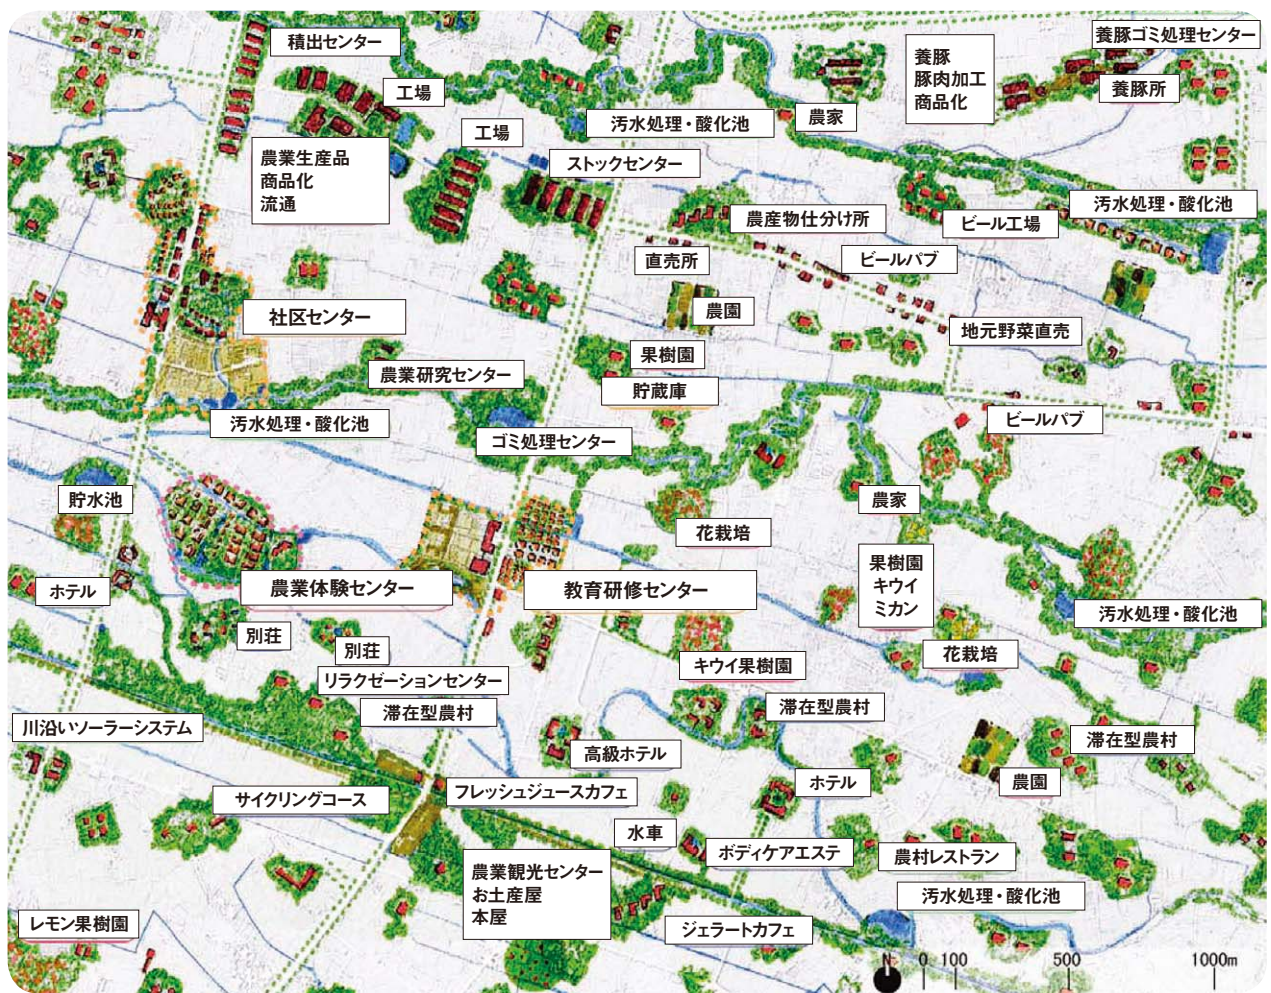 積出センター
養豚ゴミ処理センター
養豚
豚肉加工
商品化
養豚所
工場
農家
汚水処理・酸化池
工場
農業生産品
商品化
流通
ストックセンター
汚水処理・酸化池
農産物仕分け所
ビール工場
直売所
ビールパブ
農園
社区センター
地元野菜直売
果樹園
農業研究センター
貯蔵庫
汚水処理・酸化池
ビールパブ
ゴミ処理センター
貯水池
農家
花栽培
果樹園
キウイ
ミカン
ホテル
農業体験センター
教育研修センター
汚水処理・酸化池
別荘
別荘
花栽培
キウイ果樹園
リラクゼーションセンター
滞在型農村
滞在型農村
川沿いソーラーシステム
滞在型農村
高級ホテル
ホテル
農園
サイクリングコース
フレッシュジュースカフェ
水車
ボディケアエステ
農村レストラン
農業観光センター
お土産屋
本屋
汚水処理・酸化池
レモン果樹園
ジェラートカフェ
N 0 100 500 1000m